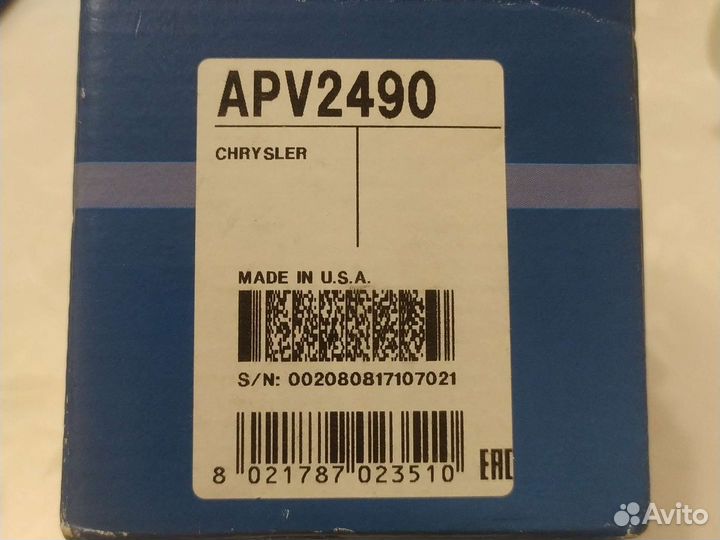 APV2490
CHRYSLER
MADE IN U.S.A.
S/N: 002080817107021
8 021787 023510
EAC
Avito